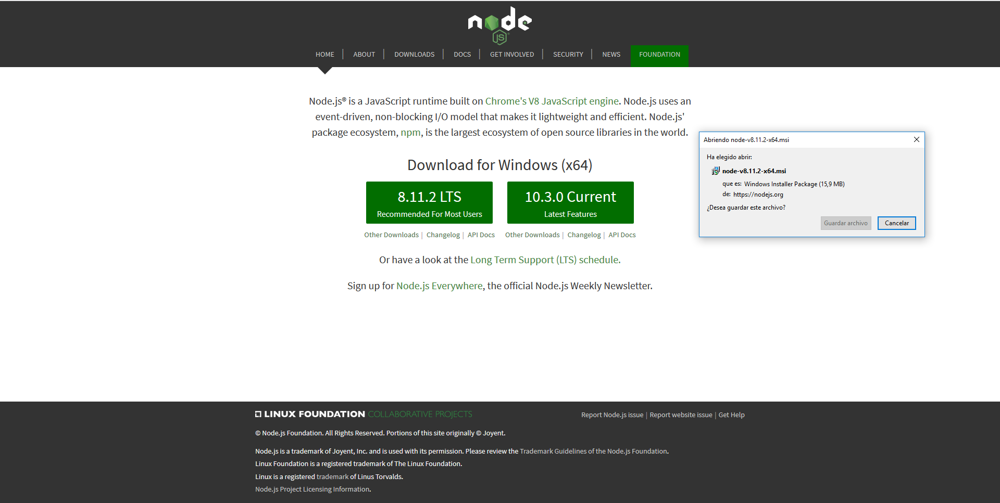 node
JS
HOME
ABOUT
DOWNLOADS
DOCS
GET INVOLVED
SECURITY
NEWS
FOUNDATION
Node.js® is a JavaScript runtime built on Chrome's V8 JavaScript engine. Node.js uses an
event-driven, non-blocking I/O model that makes it lightweight and efficient. Node.js'
package ecosystem, npm, is the largest ecosystem of open source libraries in the world.
Download for Windows (x64)
8.11.2 LTS
Recommended For Most Users
10.3.0 Current
Latest Features
Other Downloads | Changelog | API Docs
Other Downloads | Changelog | API Docs
Or have a look at the Long Term Support (LTS) schedule.
Sign up for Node.js Everywhere, the official Node.js Weekly Newsletter.
Abriendo node-v8.11.2-x64.msi
Ha elegido abrir:
node-v8.11.2-x64.msi
que es: Windows Installer Package (15,9 MB)
de: https://nodejs.org
¿Desea guardar este archivo?
Guardar archivo
Cancelar
LINUX FOUNDATION COLLABORATIVE PROJECTS
Report Node.js issue | Report website issue | Get Help
© Node.js Foundation. All Rights Reserved. Portions of this site originally © Joyent.
Node.js is a trademark of Joyent, Inc. and is used with its permission. Please review the Trademark Guidelines of the Node.js Foundation.
Linux Foundation is a registered trademark of The Linux Foundation.
Linux is a registered trademark of Linus Torvalds.
Node.js Project Licensing Information.